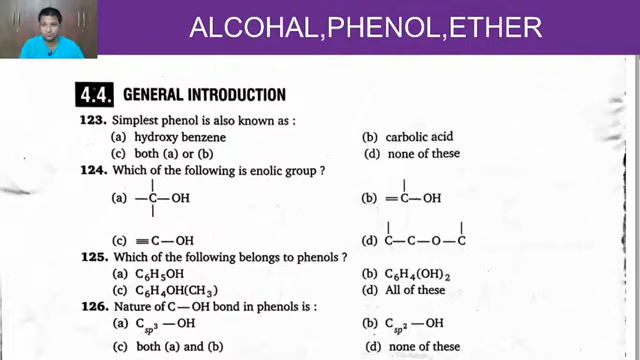 ALCOHAL,PHENOL,ETHER
4.4. GENERAL INTRODUCTION
123. Simplest phenol is also known as :
(a) hydroxy benzene (b) carbolic acid
(c) both (a) or (b) (d) none of these
124. Which of the following is enolic group ?
(a) —C—OH (b) =C—OH
(c) ≡C—OH (d) C—C—O—C
125. Which of the following belongs to phenols ?
(a) C₆H₅OH (b) C₆H₄(OH)₂
(c) C₆H₄OH(CH₃) (d) All of these
126. Nature of C—OH bond in phenols is :
(a) C_sp³—OH (b) C_sp²—OH
(c) both (a) and (b) (d) none of these